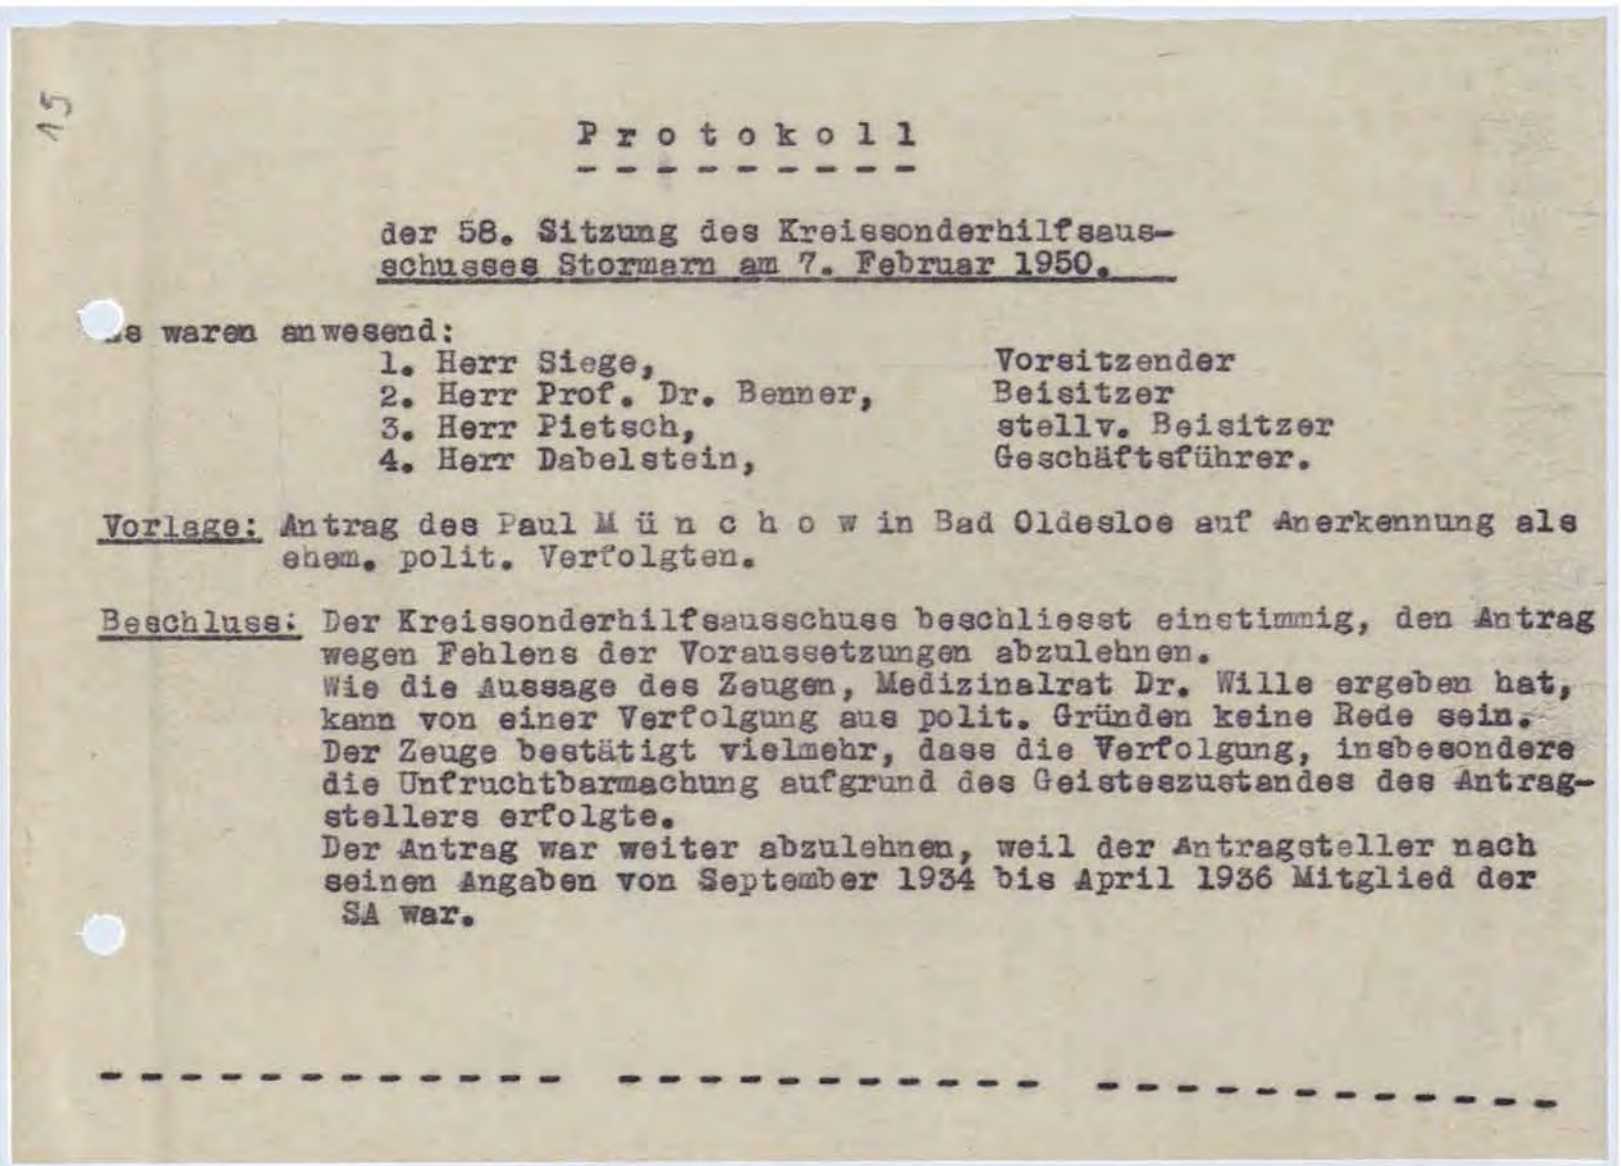 15
P r o t o k o l l
der 58. Sitzung des Kreissonderhilfsaus-
schusses Stormarn am 7. Februar 1950.
s waren anwesend:
1. Herr Siege, Vorsitzender
2. Herr Prof. Dr. Benner, Beisitzer
3. Herr Pietsch, stellv. Beisitzer
4. Herr Dabelstein, Geschäftsführer.
Vorlage: Antrag des Paul M ü n c h o w in Bad Oldesloe auf Anerkennung als
ehem. polit. Verfolgten.
Beschluss: Der Kreissonderhilfsausschuss beschliesst einstimmig, den Antrag
wegen Fehlens der Voraussetzungen abzulehnen.
Wie die Aussage des Zeugen, Medizinalrat Dr. Wille ergeben hat,
kann von einer Verfolgung aus polit. Gründen keine Rede sein.
Der Zeuge bestätigt vielmehr, dass die Verfolgung, insbesondere
die Unfruchtbarmachung aufgrund des Geisteszustandes des Antrag-
stellers erfolgte.
Der Antrag war weiter abzulehnen, weil der Antragsteller nach
seinen Angaben von September 1934 bis April 1936 Mitglied der
SA war.